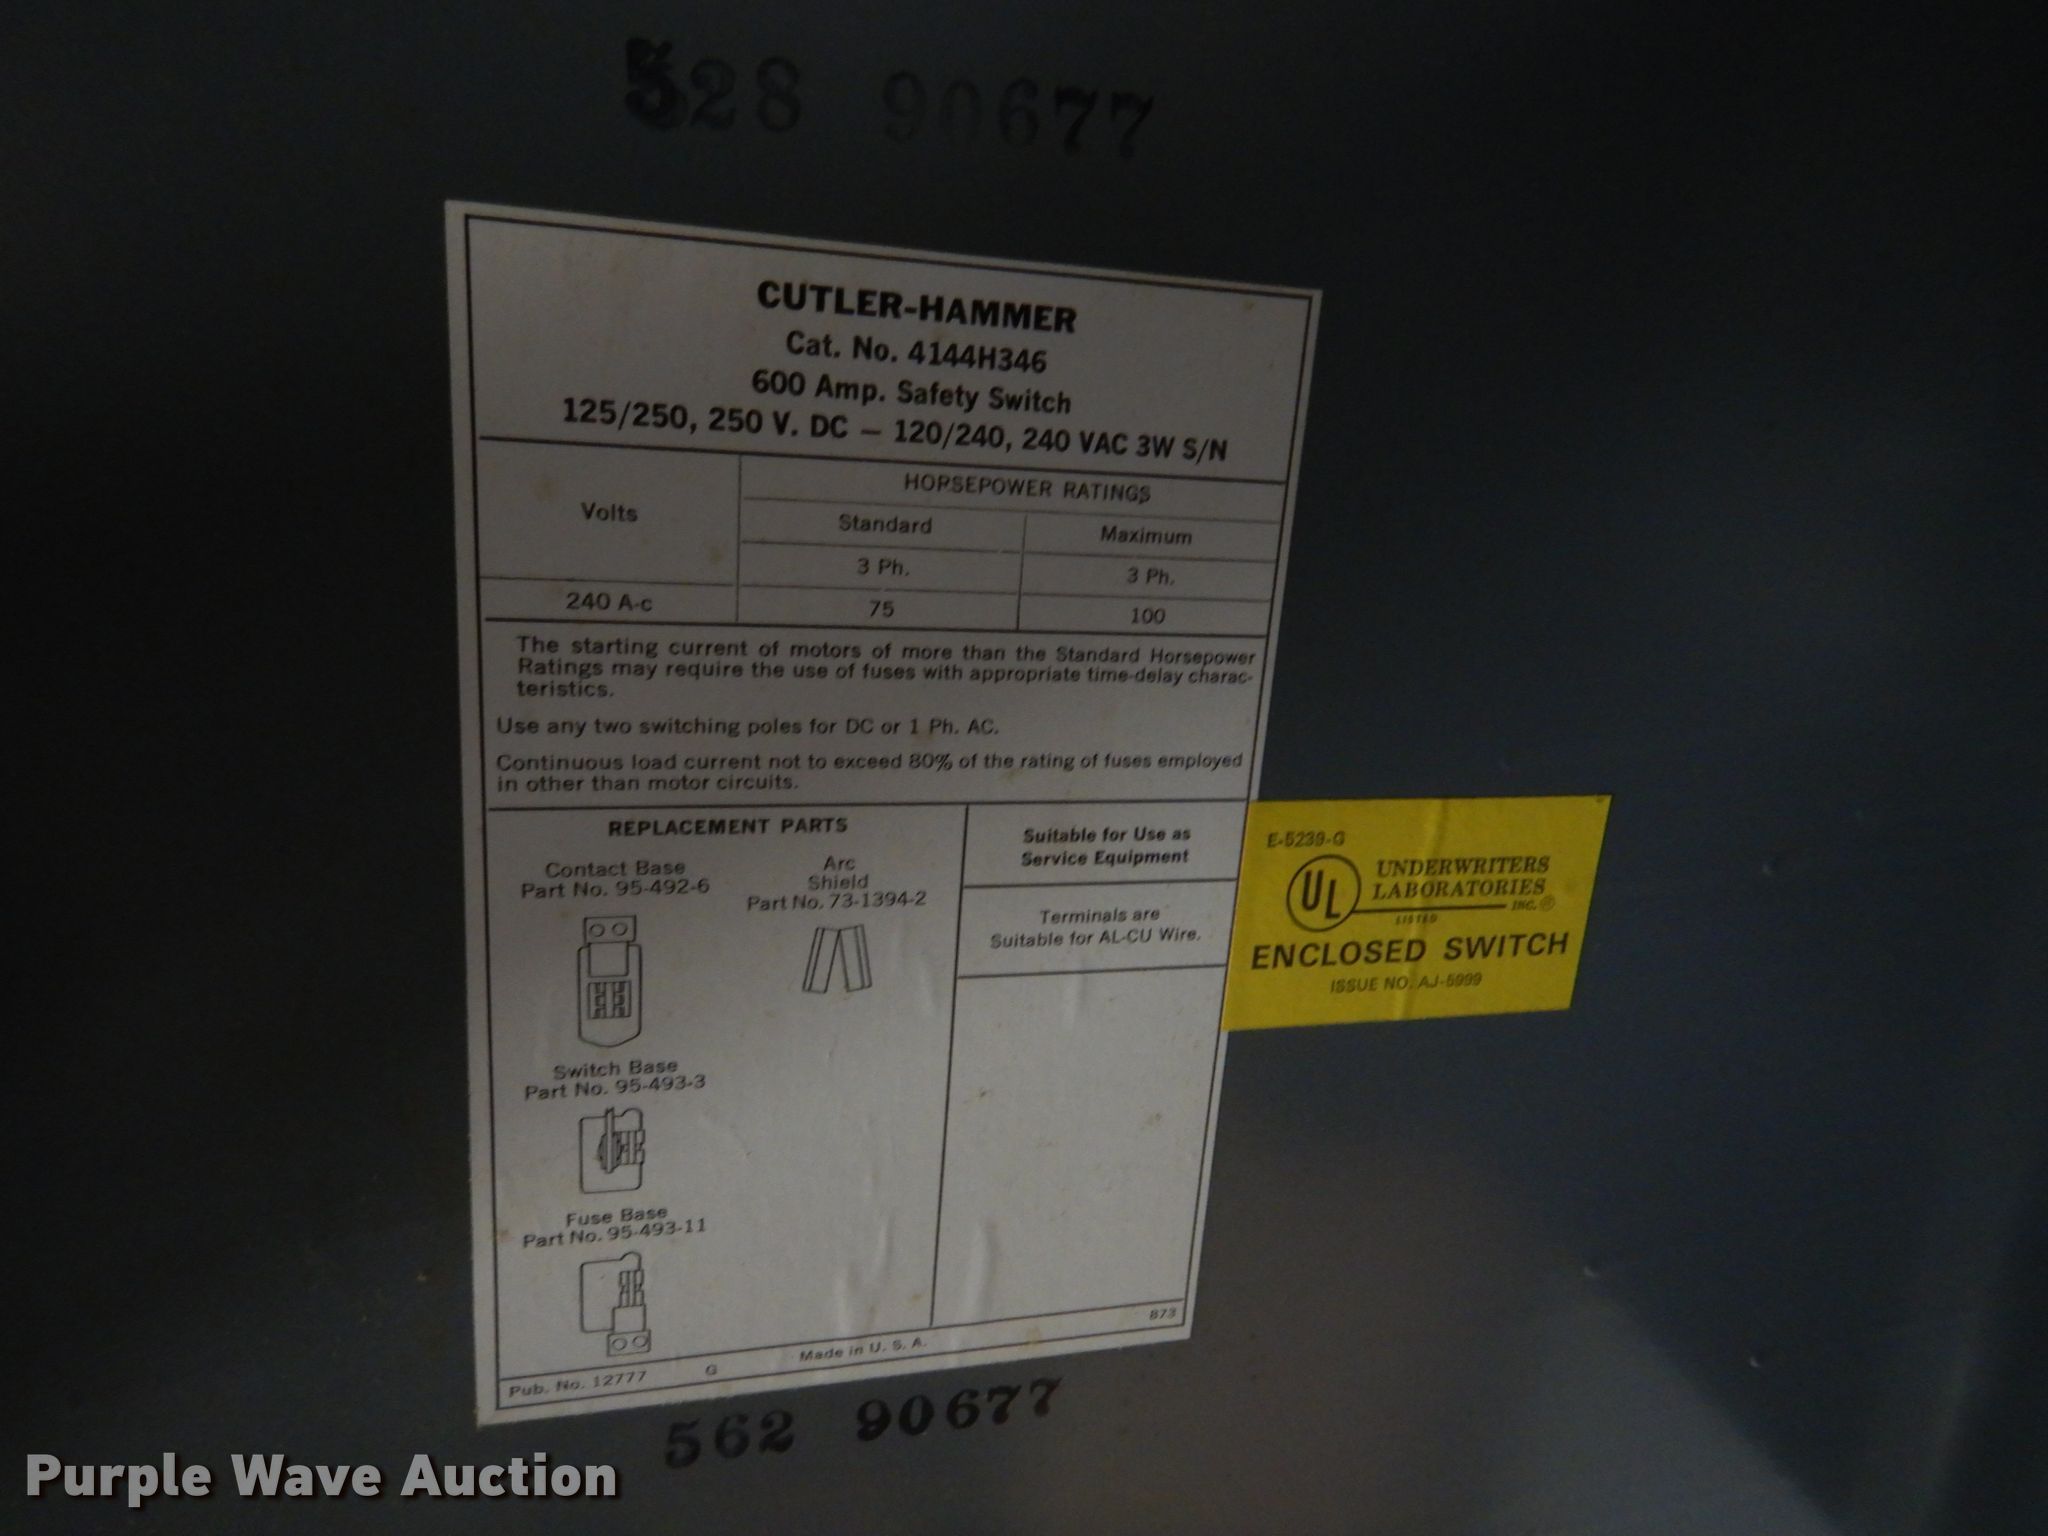 528 90677
CUTLER-HAMMER
Cat. No. 4144H346
600 Amp. Safety Switch
125/250, 250 V. DC – 120/240, 240 VAC 3W S/N
Volts
HORSEPOWER RATINGS
Standard
Maximum
3 Ph.
3 Ph.
240 A-c
75
100
The starting current of motors of more than the Standard Horsepower
Ratings may require the use of fuses with appropriate time-delay charac-
teristics.
Use any two switching poles for DC or 1 Ph. AC.
Continuous load current not to exceed 80% of the rating of fuses employed
in other than motor circuits.
REPLACEMENT PARTS
Contact Base
Part No. 95-492-6
Arc
Shield
Part No. 73-1394-2
Switch Base
Part No. 95-493-3
Fuse Base
Part No. 95-493-11
Suitable for Use as
Service Equipment
Terminals are
Suitable for AL-CU Wire.
E-5239-G
UL
UNDERWRITERS
LABORATORIES
INC.®
LISTED
ENCLOSED SWITCH
ISSUE NO. AJ-5999
Pub. No. 12777
G
Made in U. S. A.
873
562 90677
Purple Wave Auction